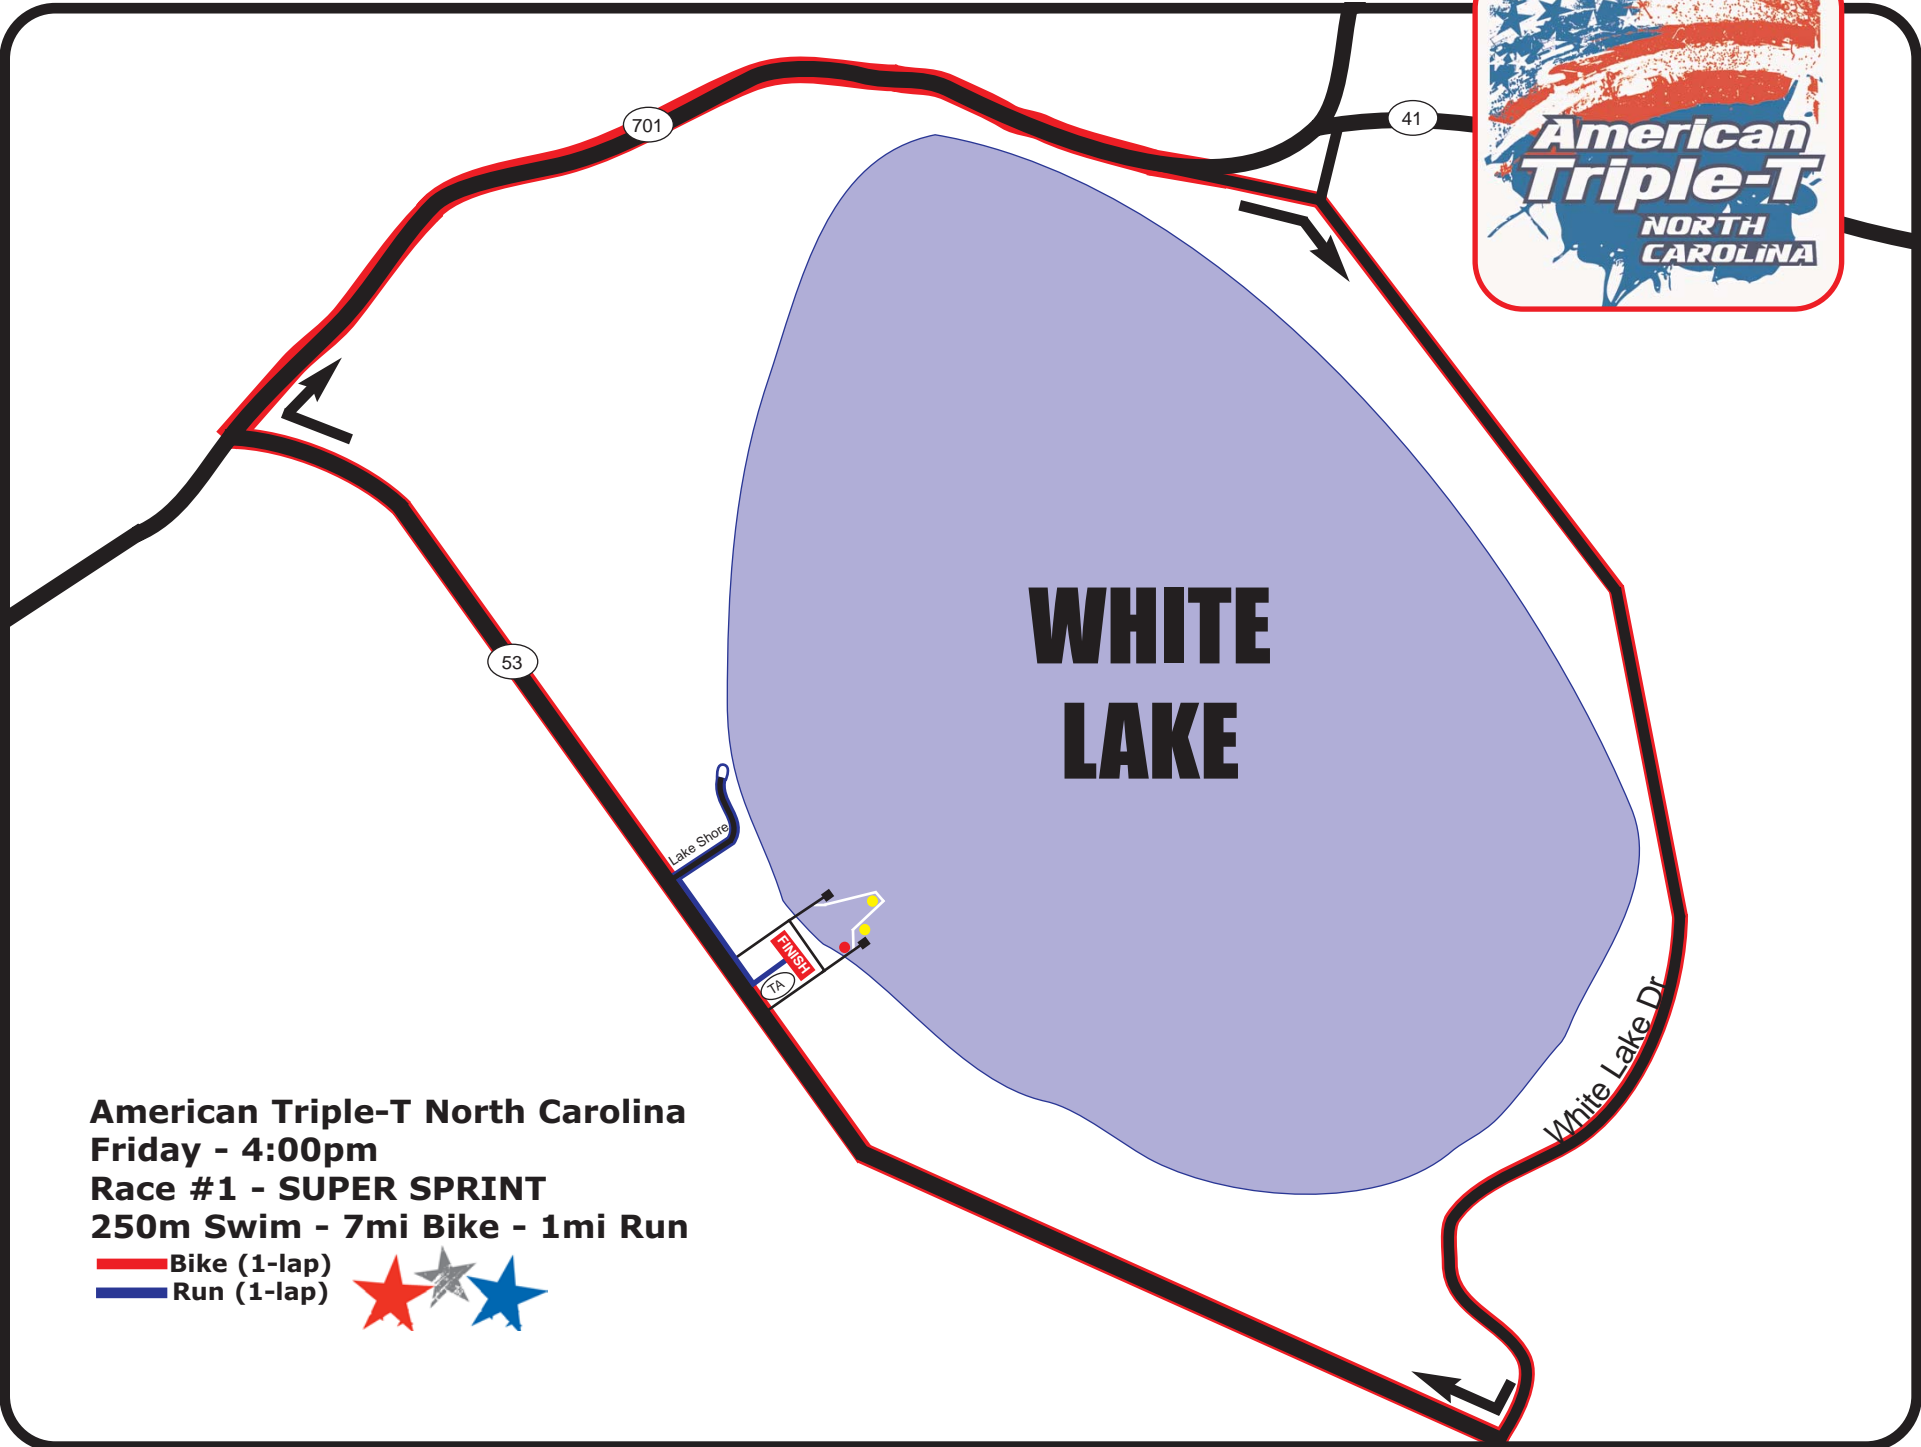 American
Triple-T
NORTH
CAROLINA
701
41
WHITE
LAKE
53
Lake Shore
FINISH
TA
White Lake Dr
American Triple-T North Carolina
Friday - 4:00pm
Race #1 - SUPER SPRINT
250m Swim - 7mi Bike - 1mi Run
Bike (1-lap)
Run (1-lap)